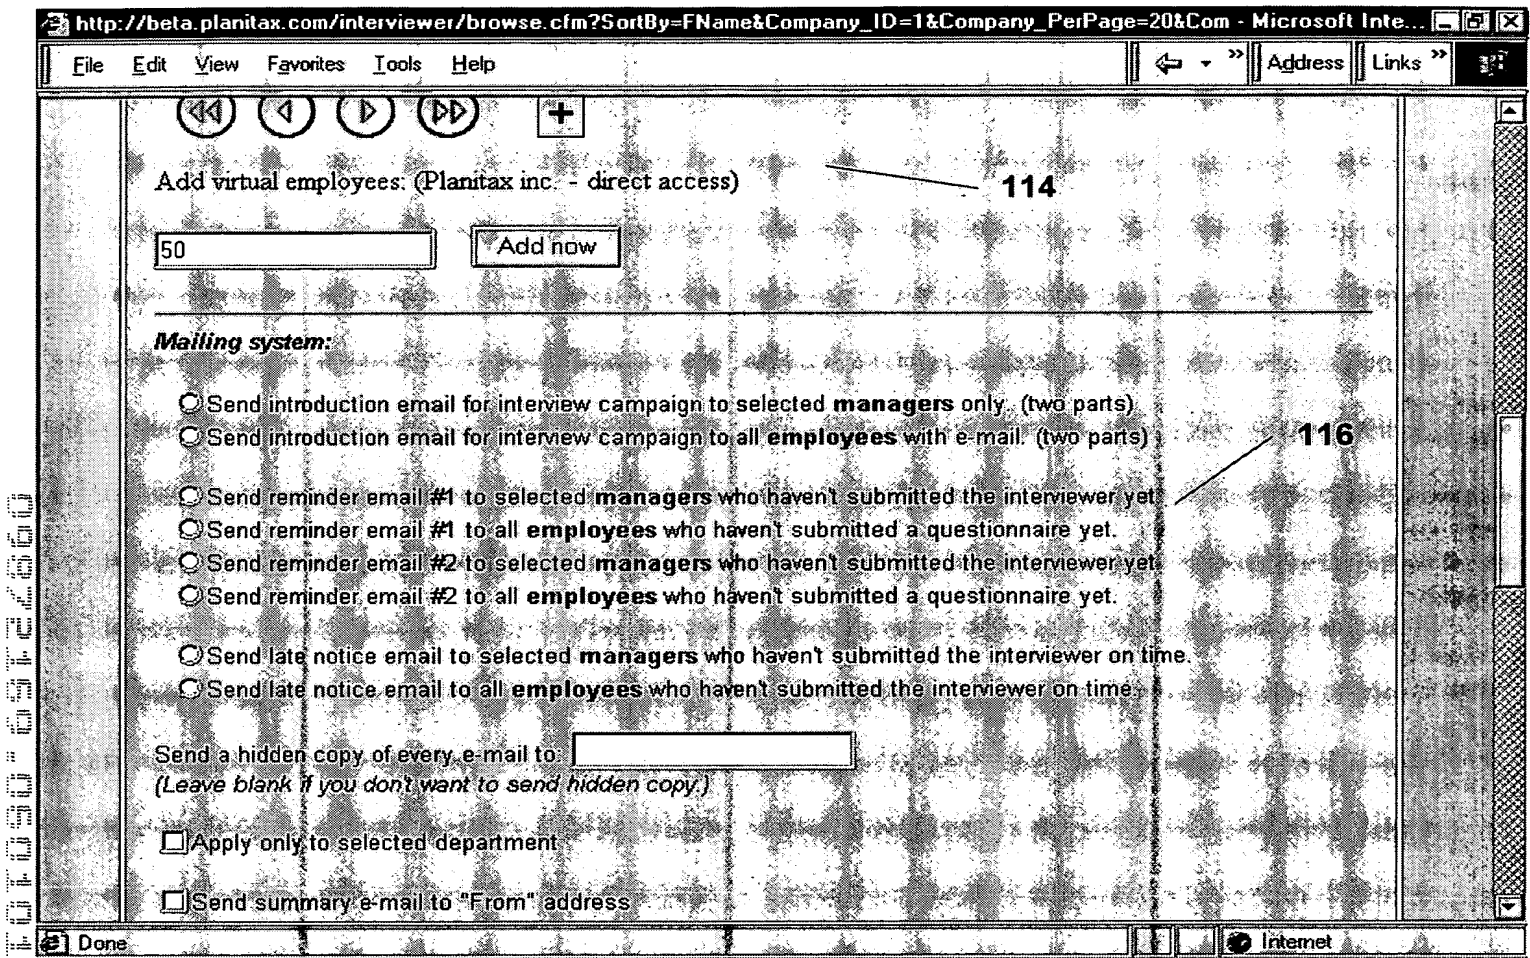 http://beta.planitax.com/interviewer/browse.cfm?SortBy=FName&Company_ID=1&Company_PerPage=20&Com - Microsoft Inte...
File Edit View Favorites Tools Help
Address Links
Add virtual employees: (Planitax inc. - direct access)
114
50
Add now
Mailing system:
Send introduction email for interview campaign to selected managers only. (two parts)
Send introduction email for interview campaign to all employees with e-mail. (two parts)
116
Send reminder email #1 to selected managers who haven't submitted the interviewer yet.
Send reminder email #1 to all employees who haven't submitted a questionnaire yet.
Send reminder email #2 to selected managers who haven't submitted the interviewer yet.
Send reminder email #2 to all employees who haven't submitted a questionnaire yet.
Send late notice email to selected managers who haven't submitted the interviewer on time.
Send late notice email to all employees who haven't submitted the interviewer on time.
Send a hidden copy of every e-mail to:
(Leave blank if you don't want to send hidden copy.)
Apply only to selected department
Send summary e-mail to "From" address
Done
Internet